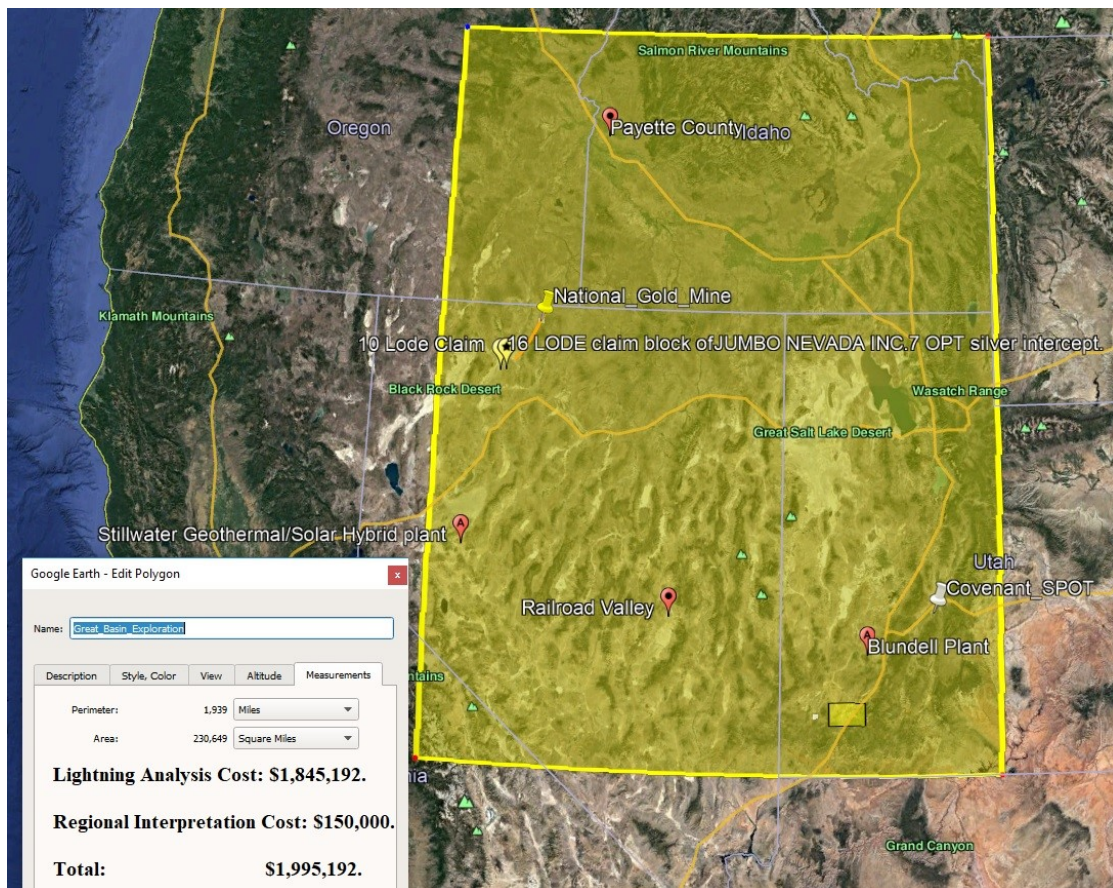 Salmon River Mountains
Oregon
Payette County
Idaho
National_Gold_Mine
Klamath Mountains
10 Lode Claim
16 LODE claim block ofJUMBO NEVADA INC.7 OPT silver intercept.
Black Rock Desert
Wasatch Range
Great Salt Lake Desert
A
Stillwater Geothermal/Solar Hybrid plant
Utah
Covenant_SPOT
Railroad Valley
A
Blundell Plant
ntains
nia
Grand Canyon
Google Earth - Edit Polygon
x
Name: Great_Basin_Exploration
Description Style, Color View Altitude Measurements
Perimeter: 1,939 Miles
Area: 230,649 Square Miles
Lightning Analysis Cost: $1,845,192.
Regional Interpretation Cost: $150,000.
Total: $1,995,192.